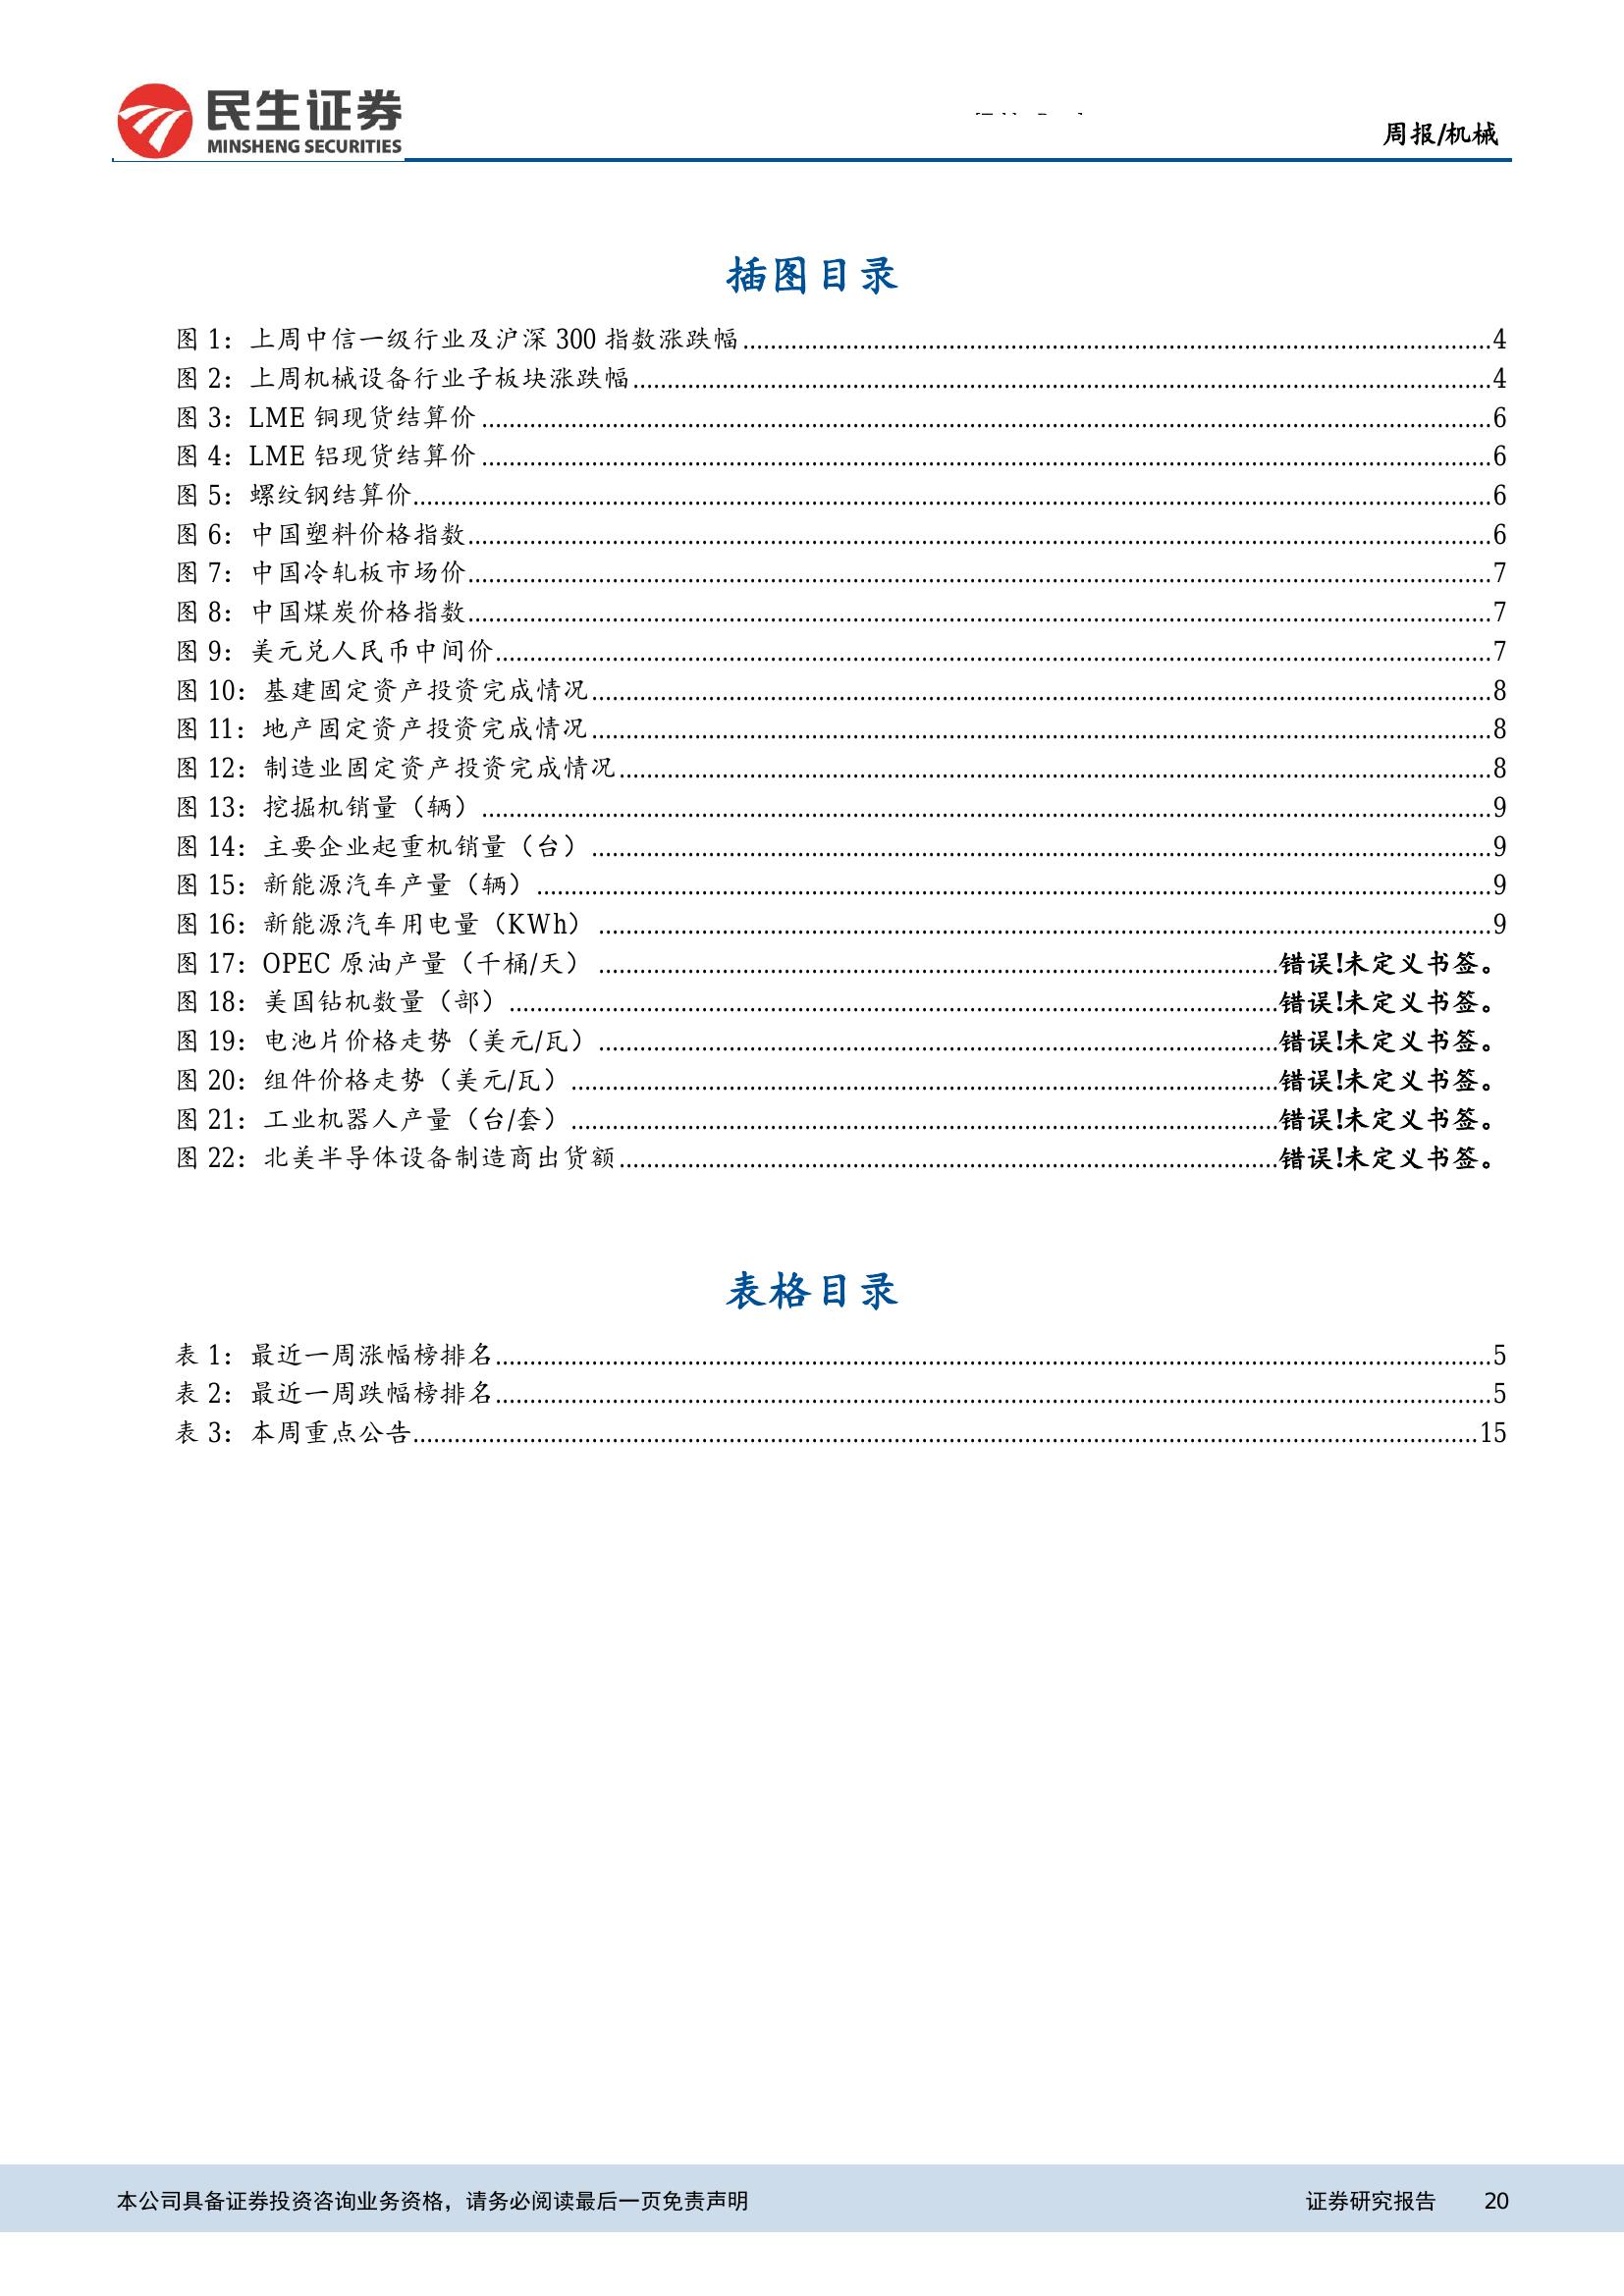 民生证券
MINSHENG SECURITIES
周报/机械
插图目录
图 1：上周中信一级行业及沪深 300 指数涨跌幅 4
图 2：上周机械设备行业子板块涨跌幅 4
图 3：LME 铜现货结算价 6
图 4：LME 铝现货结算价 6
图 5：螺纹钢结算价 6
图 6：中国塑料价格指数 6
图 7：中国冷轧板市场价 7
图 8：中国煤炭价格指数 7
图 9：美元兑人民币中间价 7
图 10：基建固定资产投资完成情况 8
图 11：地产固定资产投资完成情况 8
图 12：制造业固定资产投资完成情况 8
图 13：挖掘机销量（辆） 9
图 14：主要企业起重机销量（台） 9
图 15：新能源汽车产量（辆） 9
图 16：新能源汽车用电量（KWh） 9
图 17：OPEC 原油产量（千桶/天） 错误!未定义书签。
图 18：美国钻机数量（部） 错误!未定义书签。
图 19：电池片价格走势（美元/瓦） 错误!未定义书签。
图 20：组件价格走势（美元/瓦） 错误!未定义书签。
图 21：工业机器人产量（台/套） 错误!未定义书签。
图 22：北美半导体设备制造商出货额 错误!未定义书签。
表格目录
表 1：最近一周涨幅榜排名 5
表 2：最近一周跌幅榜排名 5
表 3：本周重点公告 15
本公司具备证券投资咨询业务资格，请务必阅读最后一页免责声明 证券研究报告 20